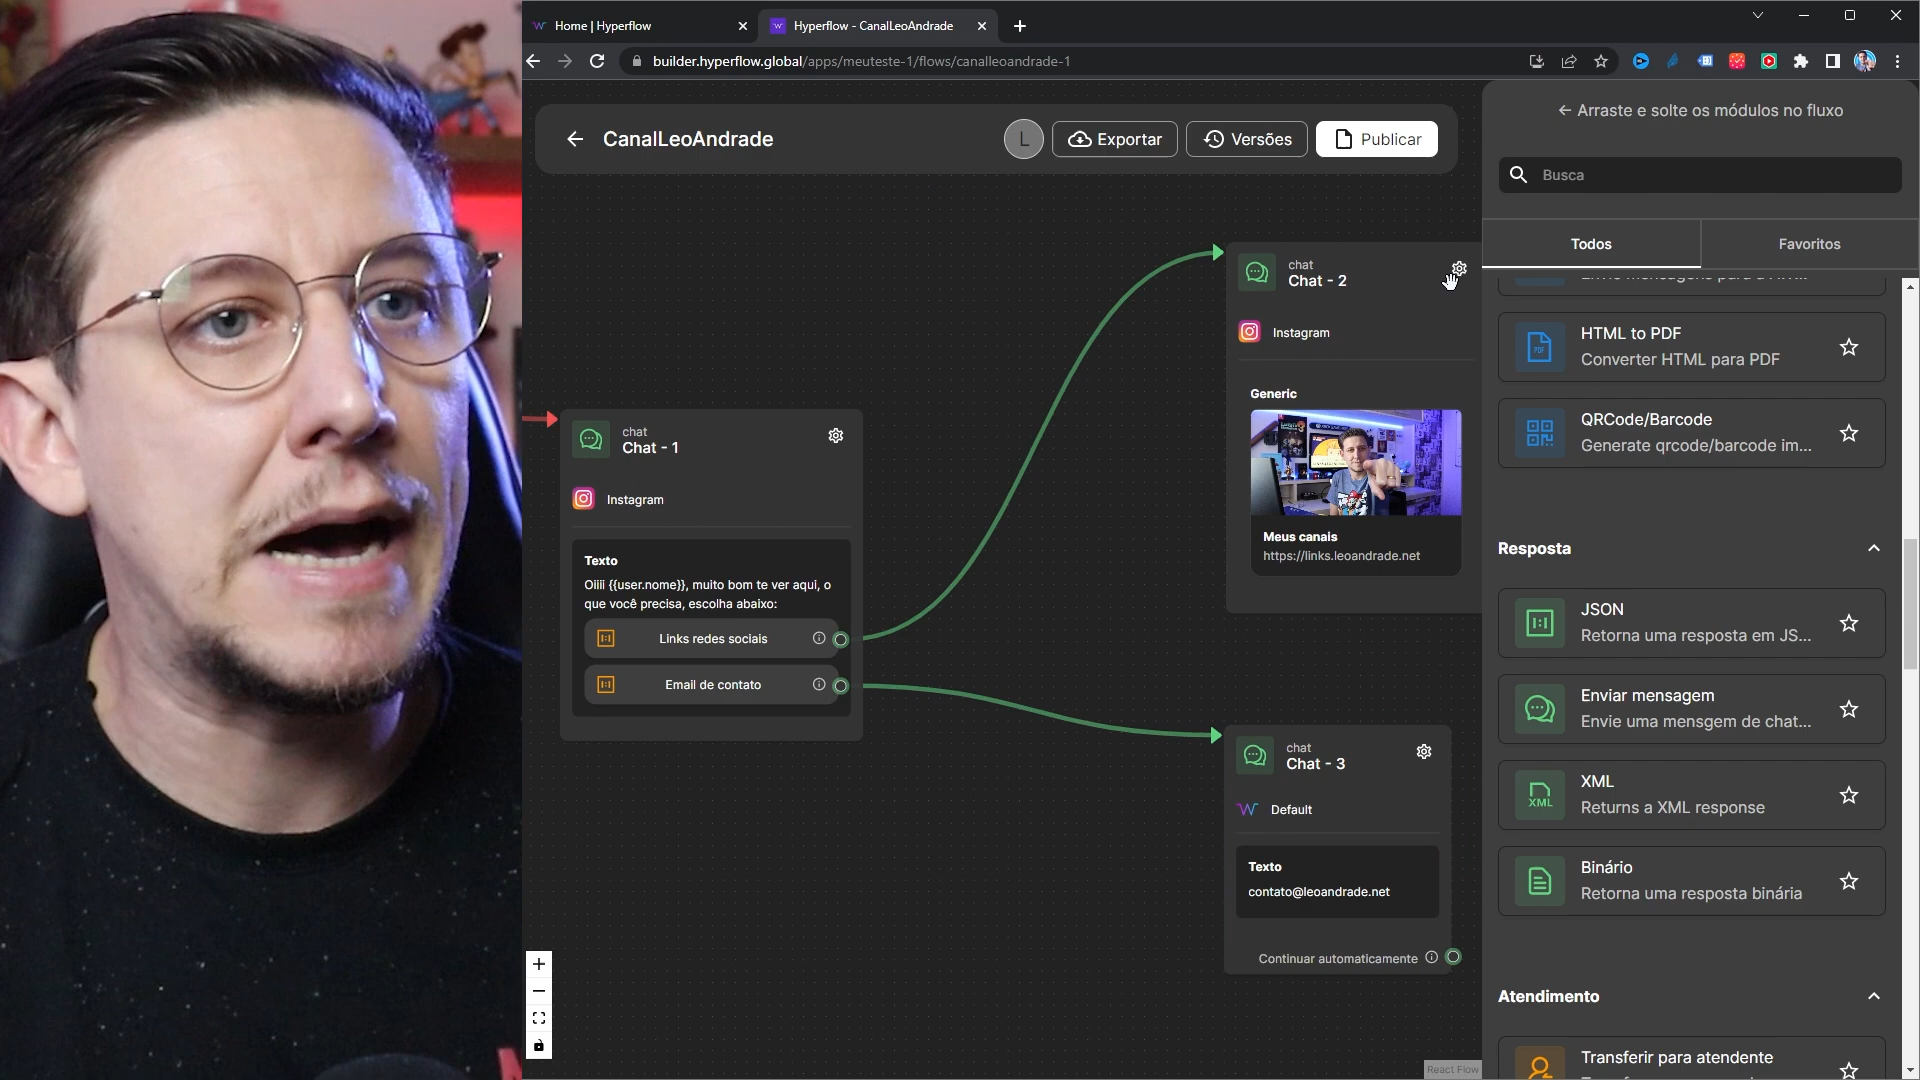 Home | Hyperflow
Hyperflow - CanalLeoAndrade
builder.hyperflow.global/apps/meuteste-1/flows/canalleoandrade-1
CanalLeoAndrade
L
Exportar
Versões
Publicar
← Arraste e solte os módulos no fluxo
Busca
Todos
Favoritos
HTML to PDF
Converter HTML para PDF
QRCode/Barcode
Generate qrcode/barcode im...
Resposta
JSON
Retorna uma resposta em JS...
Enviar mensagem
Envie uma mensgem de chat...
XML
Returns a XML response
Binário
Retorna uma resposta binária
Atendimento
Transferir para atendente
chat
Chat - 1
Instagram
Texto
Oiiii {{user.nome}}, muito bom te ver aqui, o
que você precisa, escolha abaixo:
Links redes sociais
Email de contato
chat
Chat - 2
Instagram
Generic
Meus canais
https://links.leoandrade.net
chat
Chat - 3
Default
Texto
contato@leoandrade.net
Continuar automaticamente
React Flow